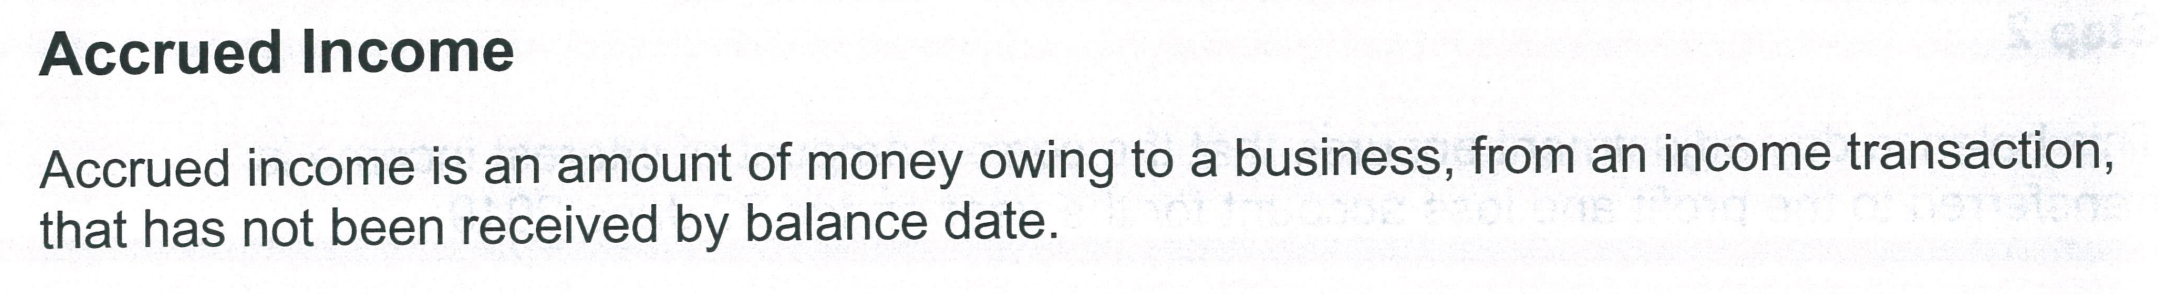 Accrued Income
Accrued income is an amount of money owing to a business, from an income transaction,
that has not been received by balance date.